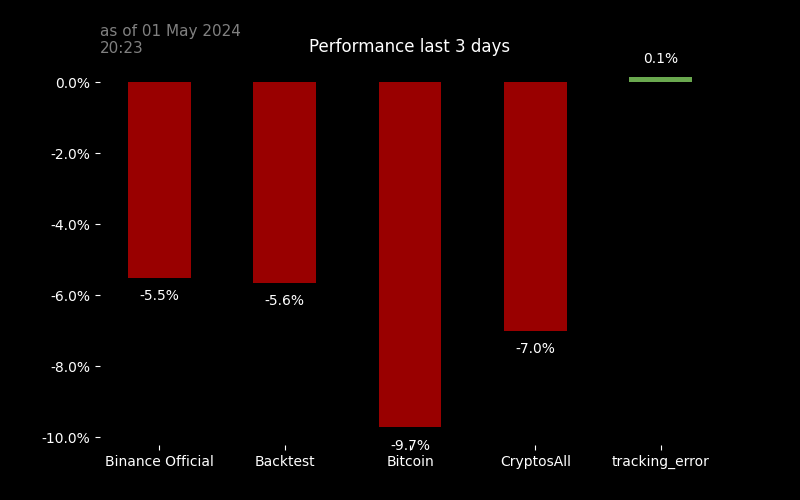 as of 01 May 2024
20:23
Performance last 3 days
0.1%
0.0%
-2.0%
-4.0%
-6.0%
-8.0%
-10.0%
-5.5%
-5.6%
-9.7%
-7.0%
Binance Official
Backtest
Bitcoin
CryptosAll
tracking_error